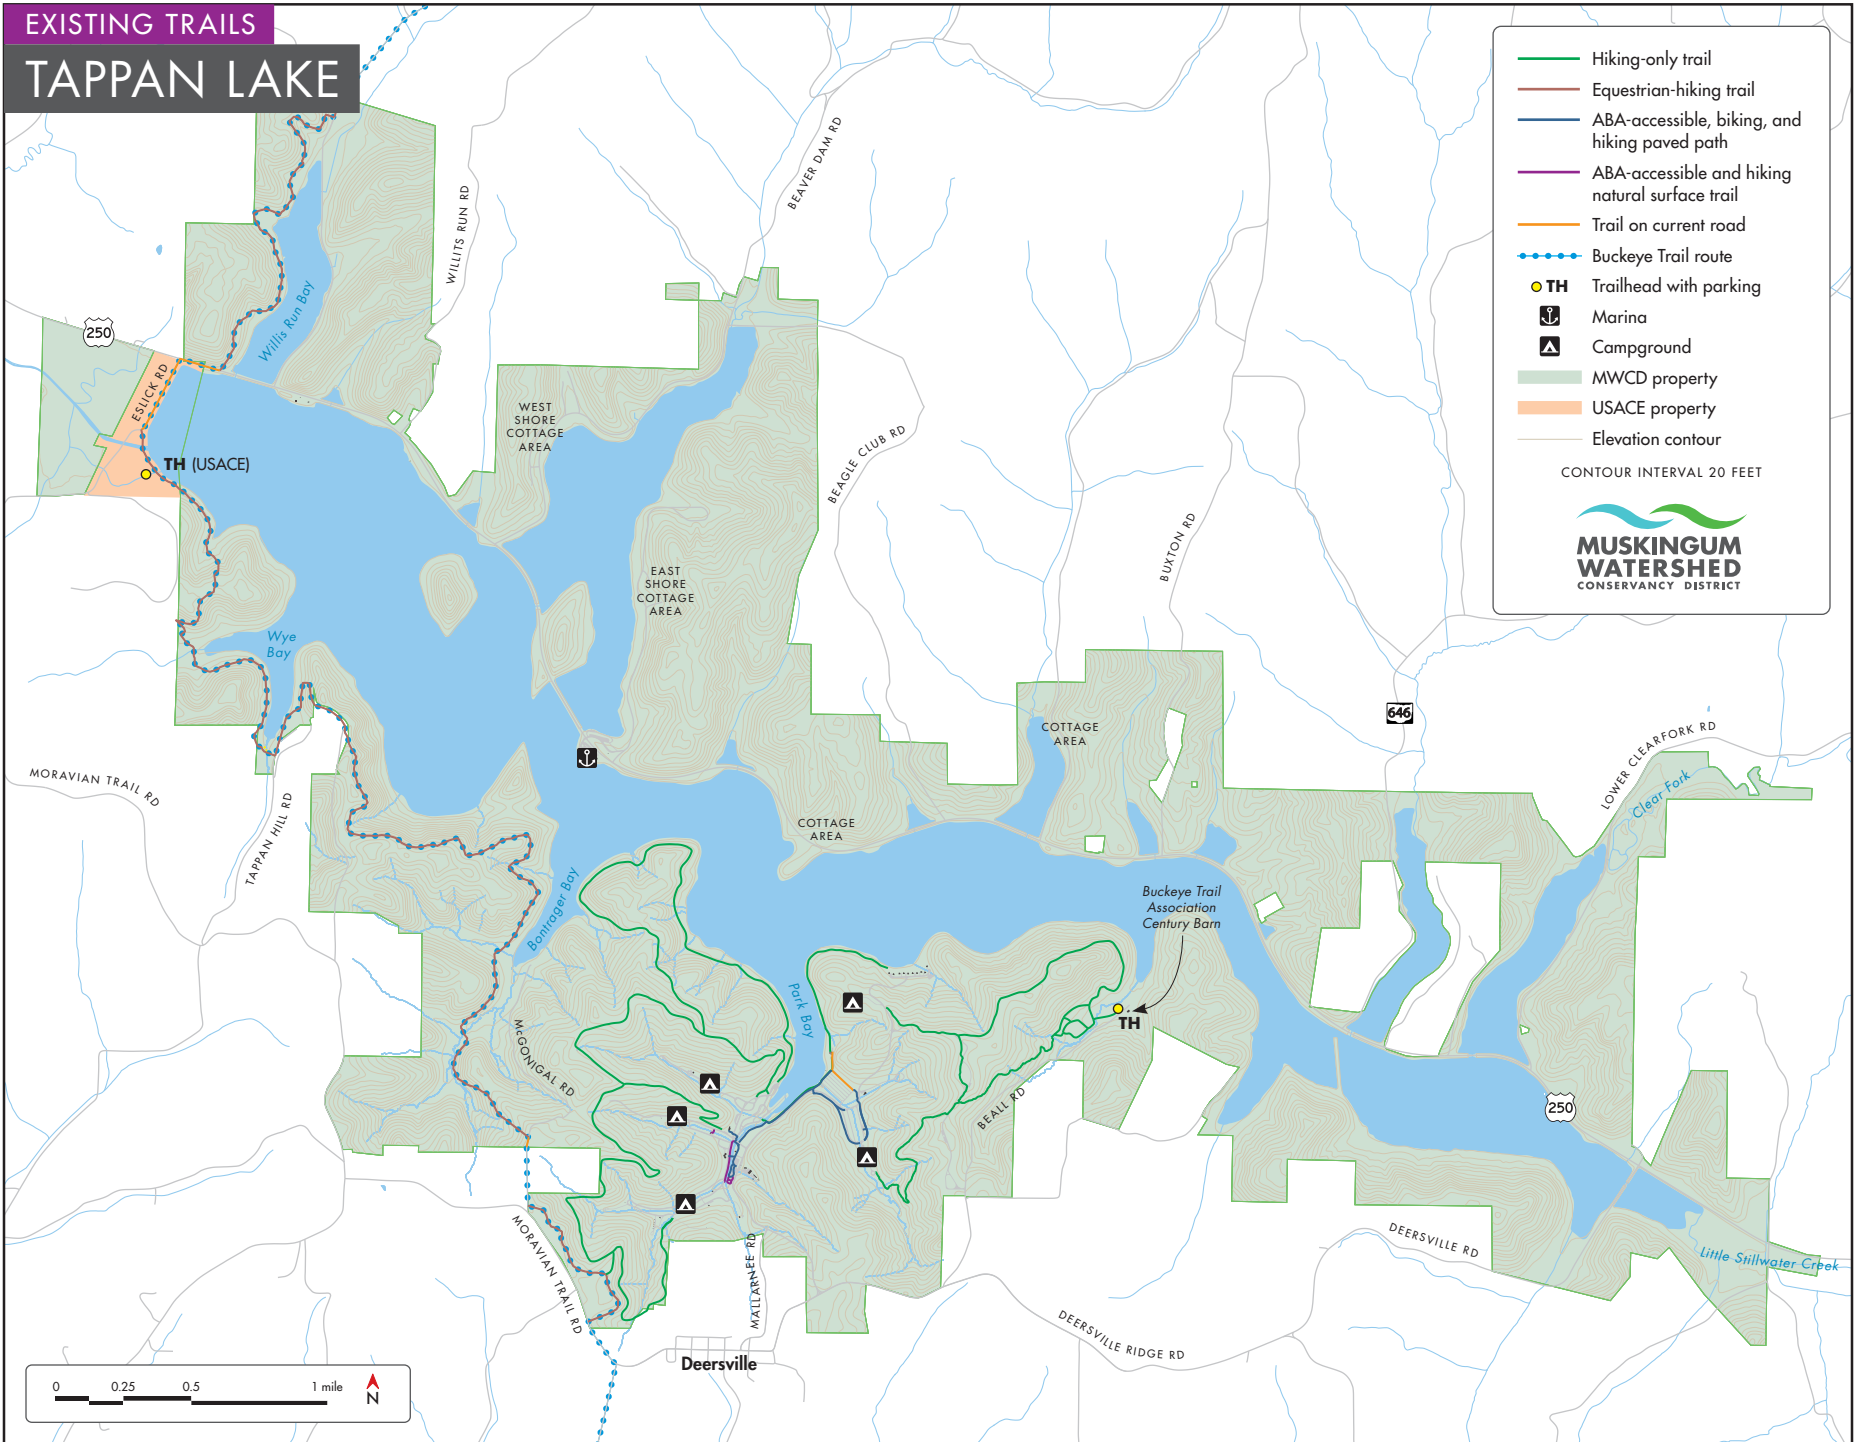 EXISTING TRAILS
TAPPAN LAKE
Hiking-only trail
Equestrian-hiking trail
ABA-accessible, biking, and
hiking paved path
ABA-accessible and hiking
natural surface trail
Trail on current road
Buckeye Trail route
TH Trailhead with parking
Marina
Campground
MWCD property
USACE property
Elevation contour
CONTOUR INTERVAL 20 FEET
MUSKINGUM
WATERSHED
CONSERVANCY DISTRICT
BEAVER DAM RD
WILLITS RUN RD
Willis Run Bay
250
ESLICK RD
TH (USACE)
WEST
SHORE
COTTAGE
AREA
BEAGLE CLUB RD
BUXTON RD
EAST
SHORE
COTTAGE
AREA
Wye
Bay
646
COTTAGE
AREA
LOWER CLEARFORK RD
Clear Fork
MORAVIAN TRAIL RD
TAPPAN HILL RD
COTTAGE
AREA
Bontrager Bay
Buckeye Trail
Association
Century Barn
Park Bay
TH
McGONIGAL RD
BEALL RD
250
MORAVIAN TRAIL RD
MALLARNEE RD
DEERSVILLE RD
Little Stillwater Creek
DEERSVILLE RIDGE RD
Deersville
0 0.25 0.5 1 mile
N